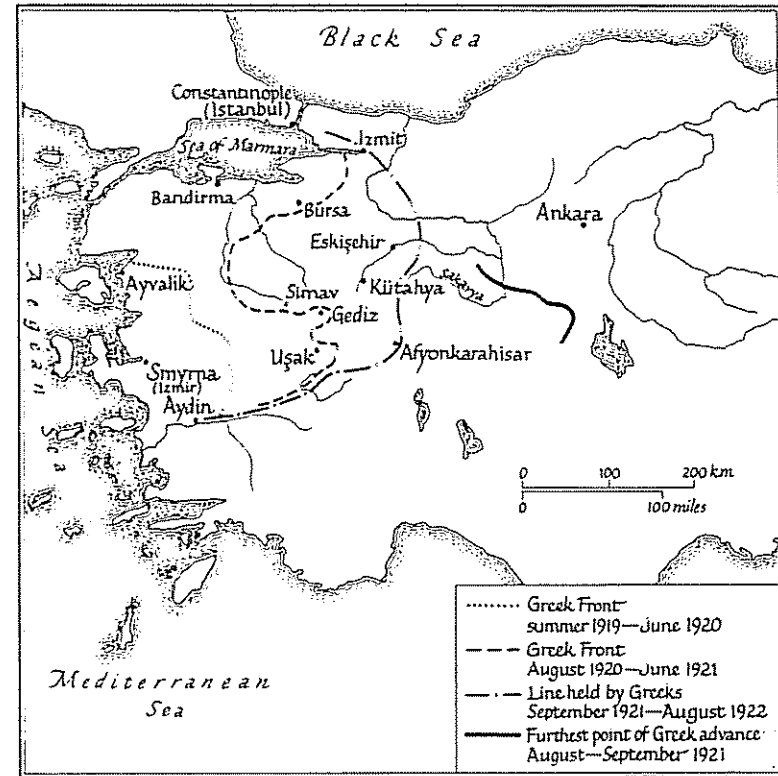 Black Sea
Constantinople
(Istanbul)
Sea of Marmara
Izmit
Bandirma
Bursa
Ankara
Eskişehir
Aegean Sea
Ayvalik
Simav
Kütahya
Sakarya
Gediz
Uşak
Afyonkarahisar
Smyrna
(Izmir)
Aydin
0 100 200 km
0 100 miles
Mediterranean
Sea
Greek Front
summer 1919—June 1920
Greek Front
August 1920—June 1921
Line held by Greeks
September 1921—August 1922
Furthest point of Greek advance
August—September 1921